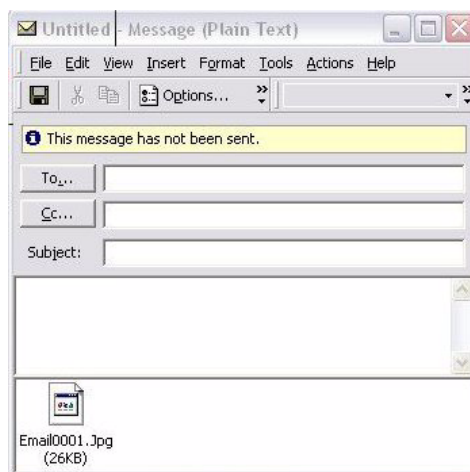 Untitled - Message (Plain Text)
File Edit View Insert Format Tools Actions Help
Options...
This message has not been sent.
To...
Cc...
Subject:
Email0001.Jpg
(26KB)